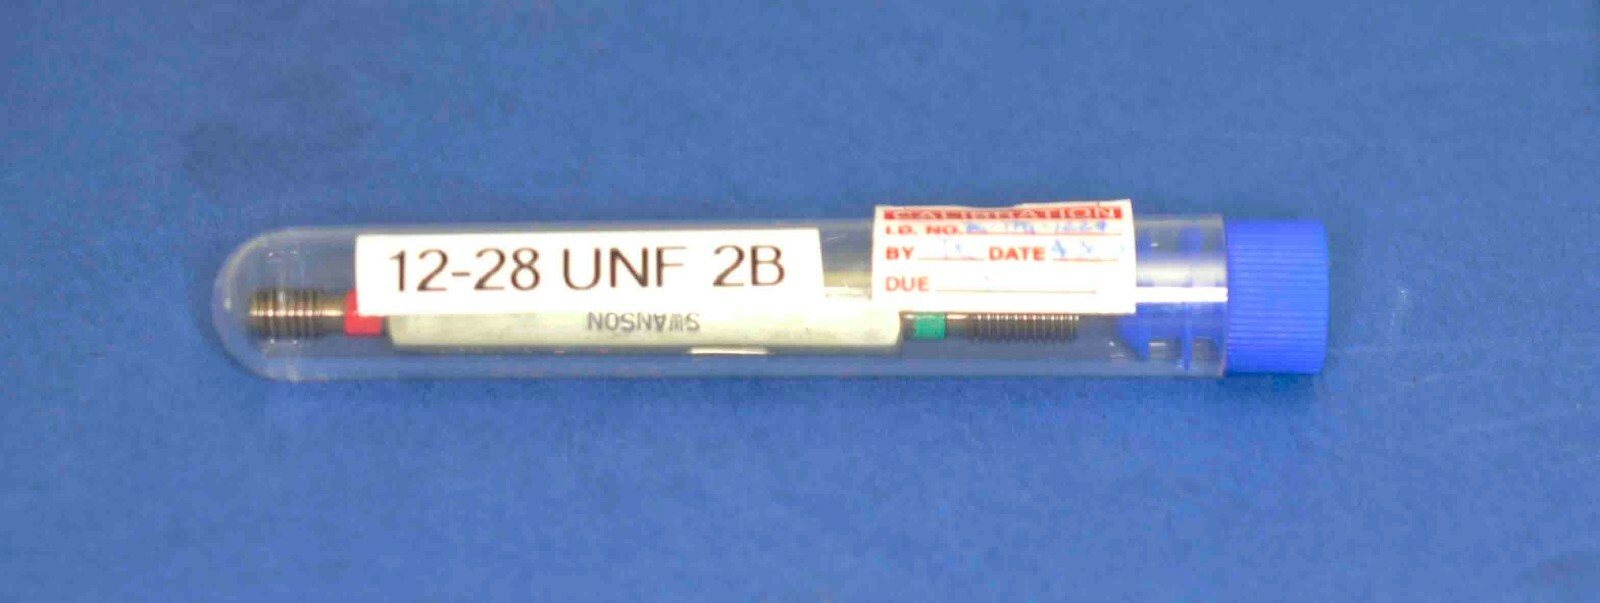 12-28 UNF 2B
SWANSON
CALIBRATION
I.D. NO.
BY DATE
DUE